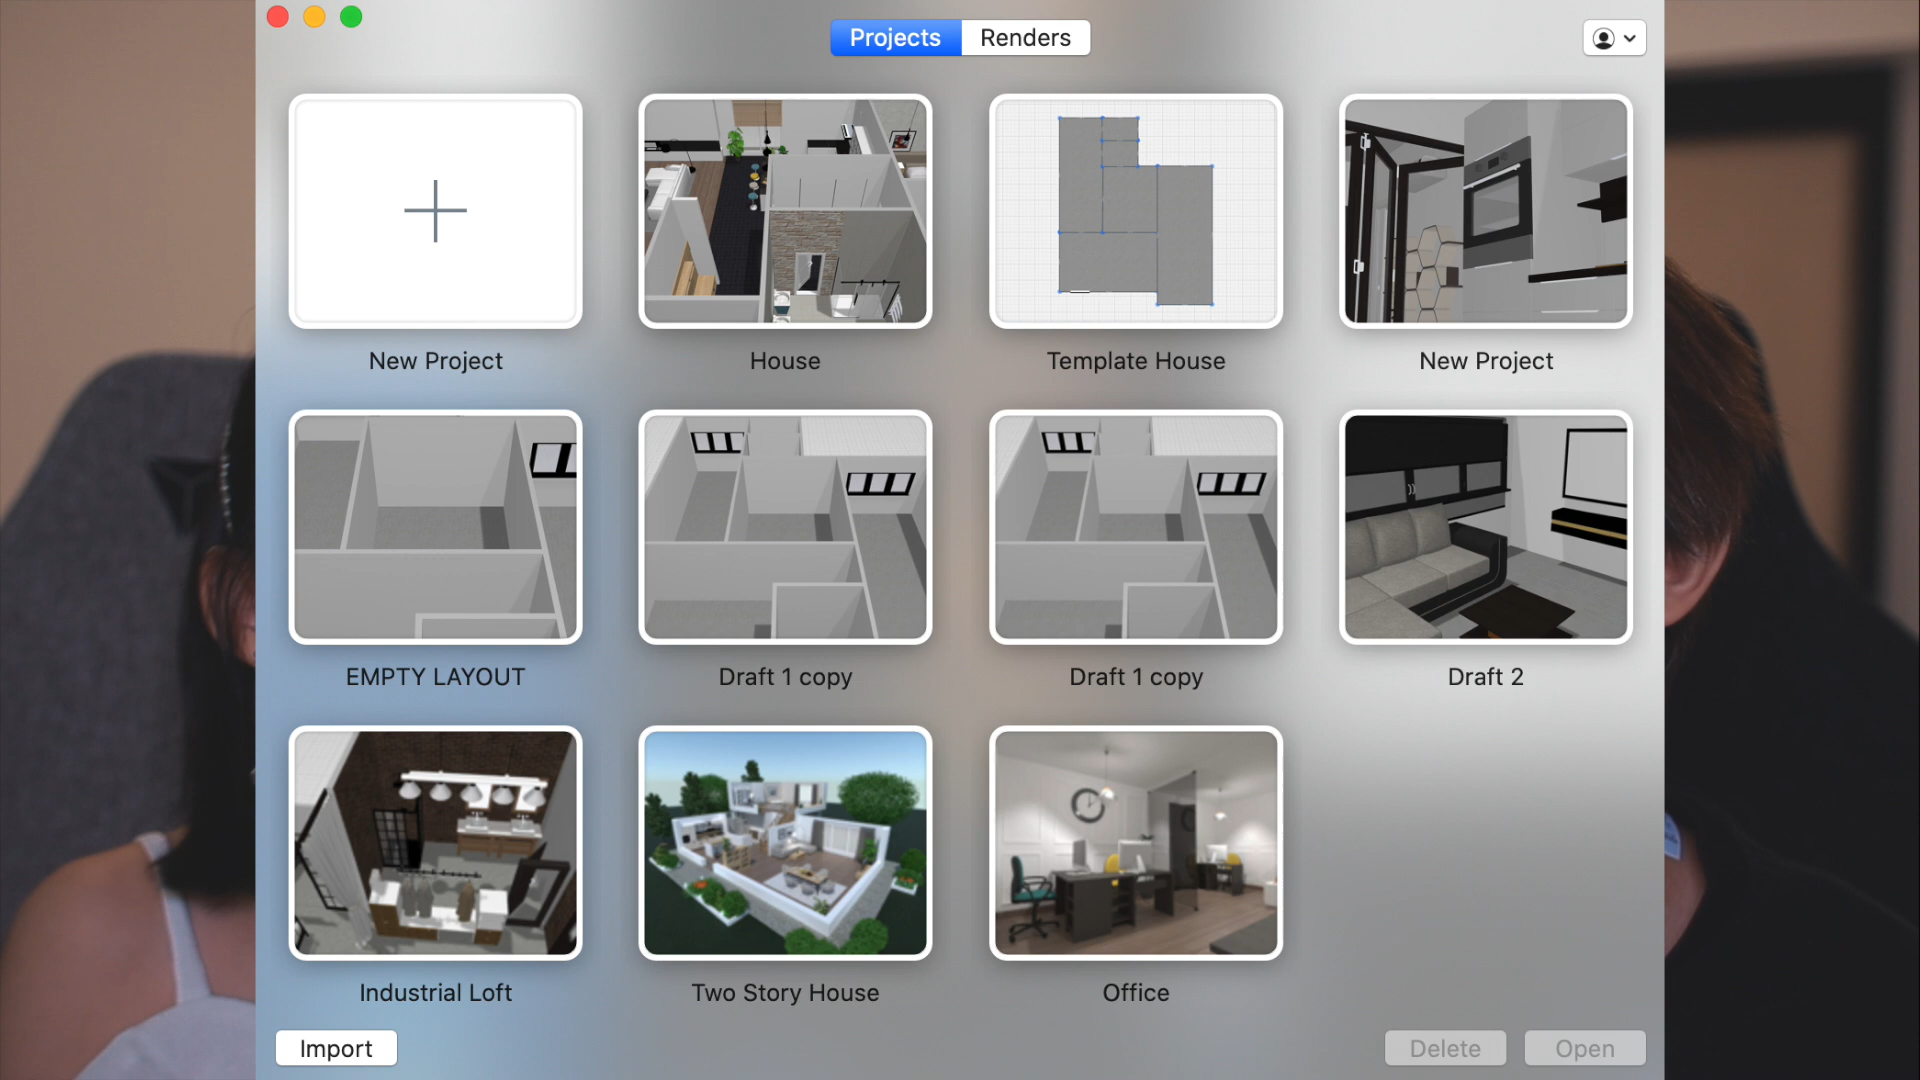 Projects Renders
New Project House Template House New Project
EMPTY LAYOUT Draft 1 copy Draft 1 copy Draft 2
Industrial Loft Two Story House Office
Import Delete Open